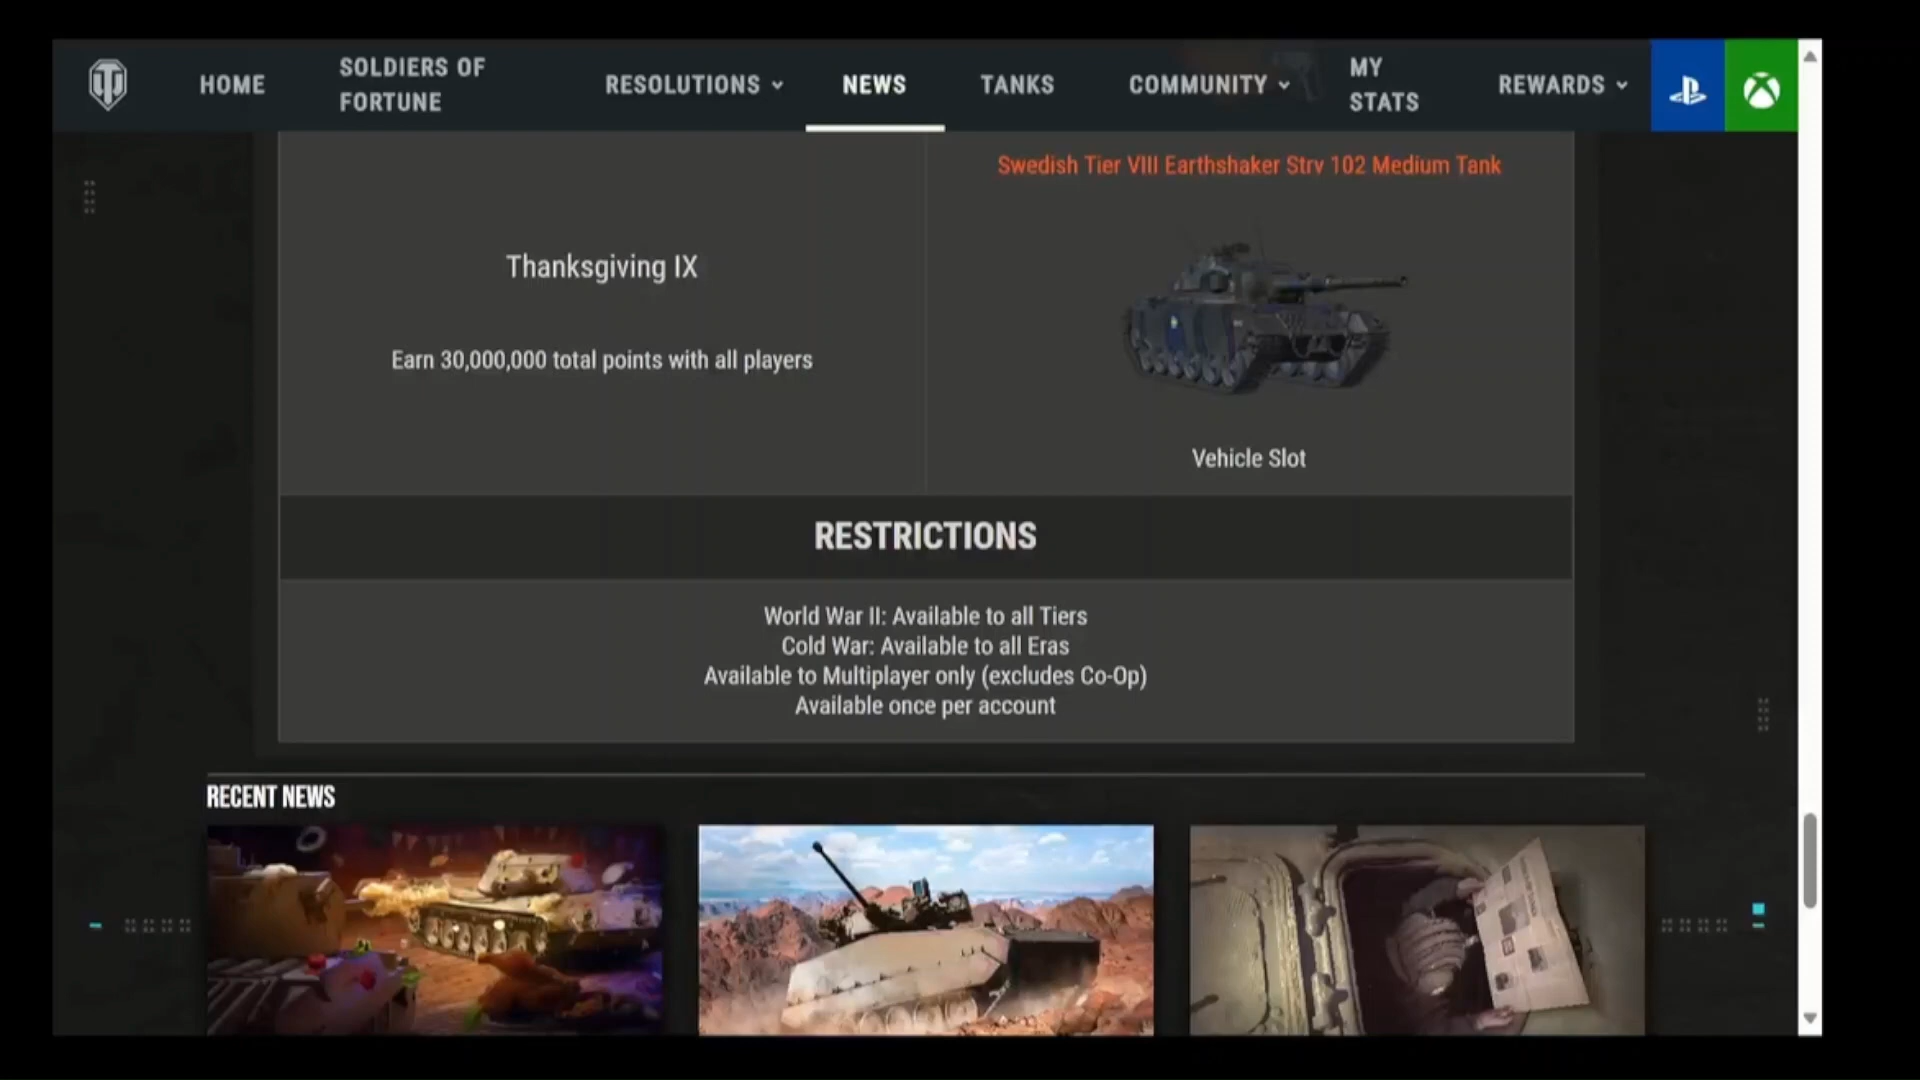 HOME
SOLDIERS OF
FORTUNE
RESOLUTIONS
NEWS
TANKS
COMMUNITY
MY
STATS
REWARDS
Swedish Tier VIII Earthshaker Strv 102 Medium Tank
Thanksgiving IX
Earn 30,000,000 total points with all players
Vehicle Slot
RESTRICTIONS
World War II: Available to all Tiers
Cold War: Available to all Eras
Available to Multiplayer only (excludes Co-Op)
Available once per account
RECENT NEWS